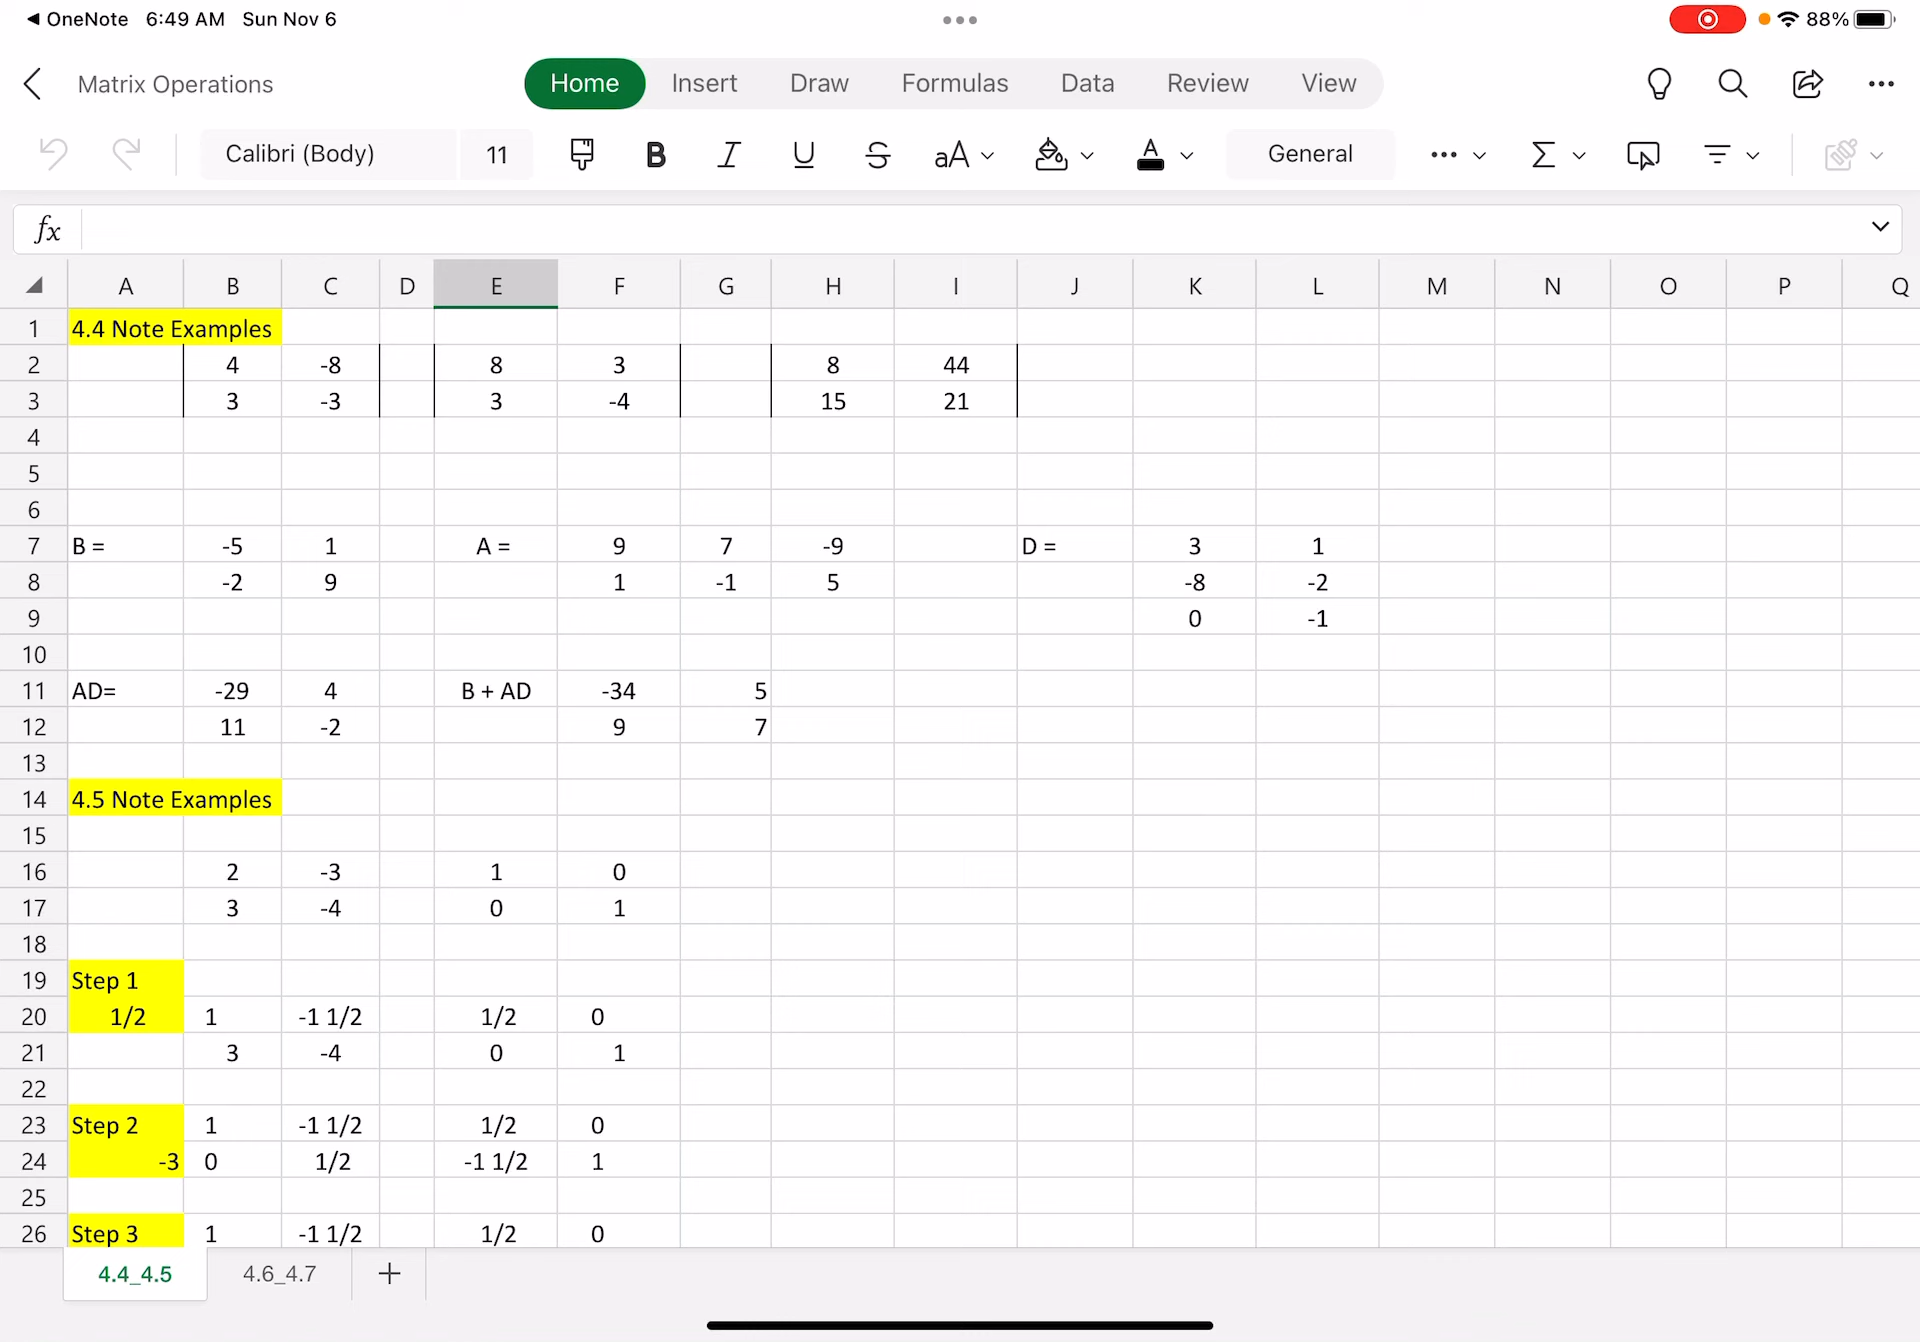 OneNote 6:49 AM Sun Nov 6 88%
Matrix Operations Home Insert Draw Formulas Data Review View
Calibri (Body) 11 B I U S aA A General Σ
fx
A B C D E F G H I J K L M N O P Q
1 4.4 Note Examples
2 4 -8 8 3 8 44
3 3 -3 3 -4 15 21
4
5
6
7 B = -5 1 A = 9 7 -9 D = 3 1
8 -2 9 1 -1 5 -8 -2
9 0 -1
10
11 AD= -29 4 B + AD -34 5
12 11 -2 9 7
13
14 4.5 Note Examples
15
16 2 -3 1 0
17 3 -4 0 1
18
19 Step 1
20 1/2 1 -1 1/2 1/2 0
21 3 -4 0 1
22
23 Step 2 1 -1 1/2 1/2 0
24 -3 0 1/2 -1 1/2 1
25
26 Step 3 1 -1 1/2 1/2 0
4.4_4.5 4.6_4.7 +